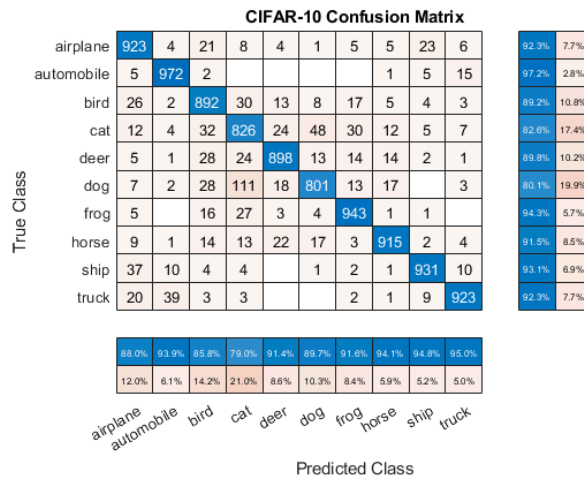 CIFAR-10 Confusion Matrix
airplane 923 4 21 8 4 1 5 5 23 6 92.3% 7.7%
automobile 5 972 2 1 5 15 97.2% 2.8%
bird 26 2 892 30 13 8 17 5 4 3 89.2% 10.8%
cat 12 4 32 826 24 48 30 12 5 7 82.6% 17.4%
deer 5 1 28 24 898 13 14 14 2 1 89.8% 10.2%
dog 7 2 28 111 18 801 13 17 3 80.1% 19.9%
frog 5 16 27 3 4 943 1 1 94.3% 5.7%
horse 9 1 14 13 22 17 3 915 2 4 91.5% 8.5%
ship 37 10 4 4 1 2 1 931 10 93.1% 6.9%
truck 20 39 3 3 2 1 9 923 92.3% 7.7%
True Class
88.0% 93.9% 85.8% 79.0% 91.4% 89.7% 91.6% 94.1% 94.8% 95.0%
12.0% 6.1% 14.2% 21.0% 8.6% 10.3% 8.4% 5.9% 5.2% 5.0%
airplane automobile bird cat deer dog frog horse ship truck
Predicted Class